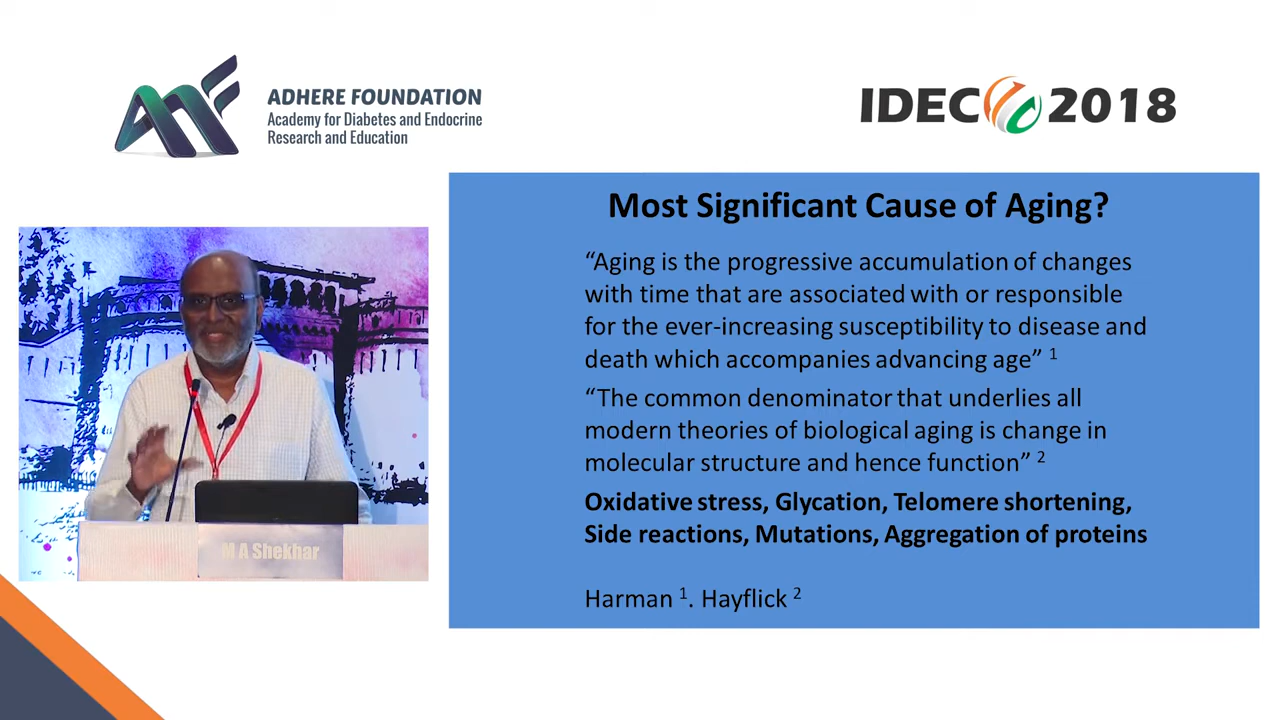 ADHERE FOUNDATION
Academy for Diabetes and Endocrine
Research and Education
IDEC 2018
Most Significant Cause of Aging?
“Aging is the progressive accumulation of changes
with time that are associated with or responsible
for the ever-increasing susceptibility to disease and
death which accompanies advancing age” ¹
“The common denominator that underlies all
modern theories of biological aging is change in
molecular structure and hence function” ²
Oxidative stress, Glycation, Telomere shortening,
Side reactions, Mutations, Aggregation of proteins
Harman ¹. Hayflick ²
M A Shekhar